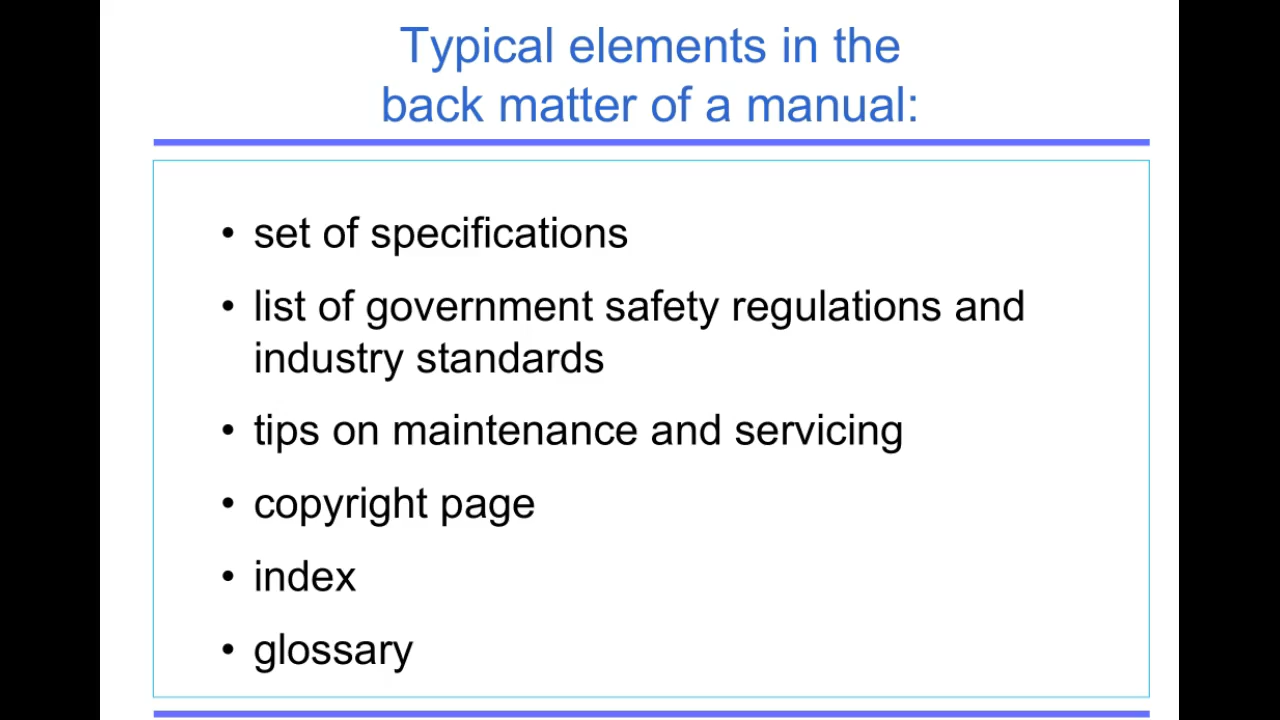 Typical elements in the
back matter of a manual:
• set of specifications
• list of government safety regulations and
industry standards
• tips on maintenance and servicing
• copyright page
• index
• glossary